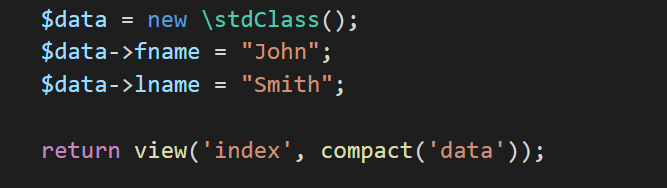 $data = new \stdClass();
$data->fname = "John";
$data->lname = "Smith";
return view('index', compact('data'));